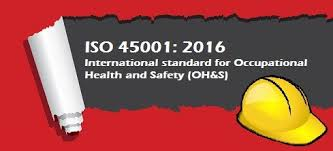 ISO 45001: 2016
International standard for Occupational
Health and Safety (OH&S)